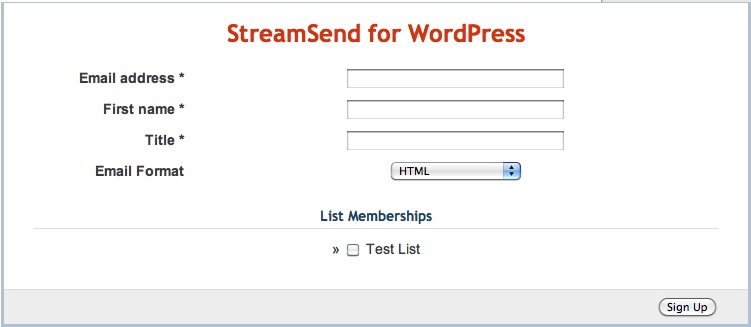 StreamSend for WordPress
Email address *
First name *
Title *
Email Format HTML
List Memberships
» Test List
Sign Up